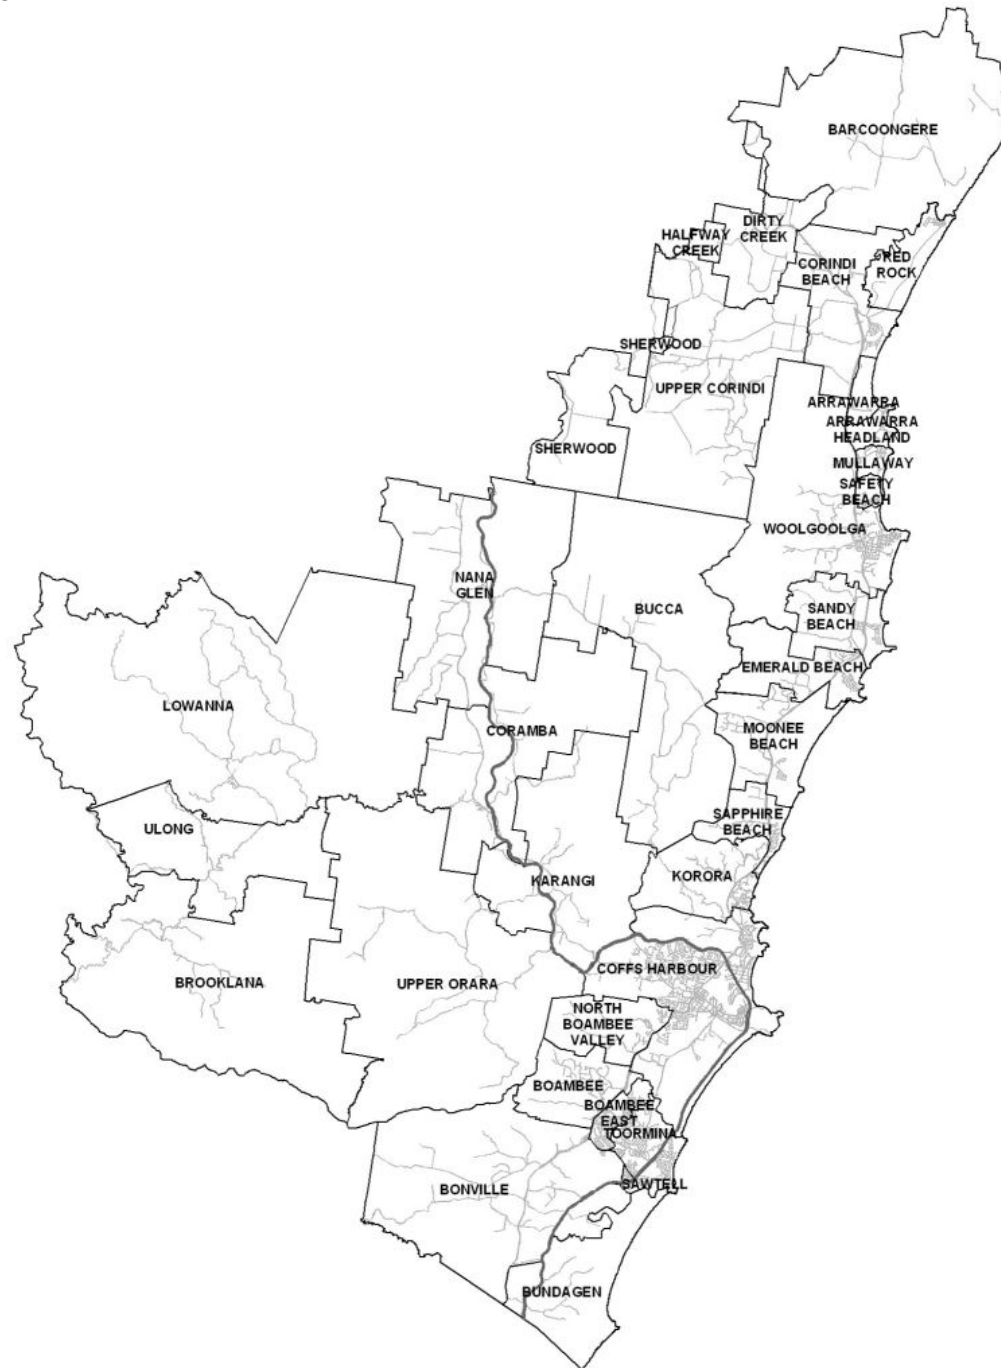 BARCOONGERE
DIRTY
CREEK
HALFWAY
CREEK
CORINDI
BEACH
RED
ROCK
SHERWOOD
UPPER CORINDI
ARRAWARRA
ARRAWARRA
HEADLAND
SHERWOOD
MULLAWAY
SAFETY
BEACH
WOOLGOOLGA
NANA
GLEN
BUCCA
SANDY
BEACH
EMERALD BEACH
LOWANNA
CORAMBA
MOONEE
BEACH
SAPPHIRE
BEACH
ULONG
KARANGI
KORORA
COFFS HARBOUR
BROOKLANA
UPPER ORARA
NORTH
BOAMBEE
VALLEY
BOAMBEE
BOAMBEE
EAST
TOORMINA
SAWTELL
BONVILLE
BUNDAGEN